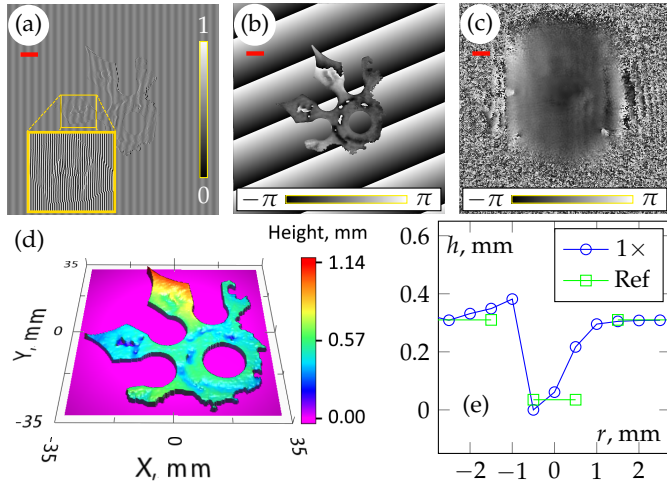 (a)
1
0
(b)
−π π
(c)
−π π
(d)
Height, mm
1.14
0.57
0.00
35
0
-35
Y, mm
-35
0
35
X, mm
(e)
h, mm
0.6
0.4
0.2
0
1×
Ref
−2 −1 0 1 2
r, mm